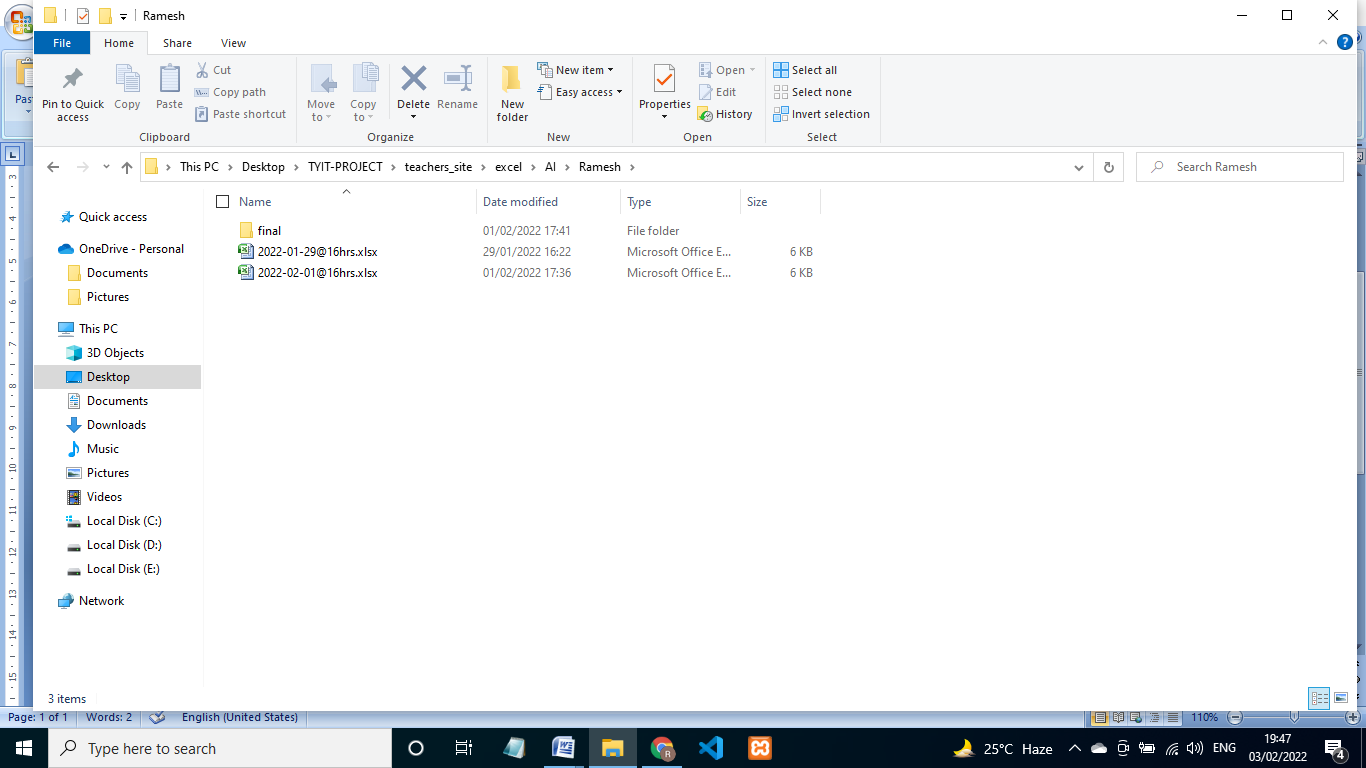 Ramesh
File Home Share View
Pin to Quick access
Copy
Paste
Cut
Copy path
Paste shortcut
Clipboard
Move to
Copy to
Delete
Rename
Organize
New folder
New item
Easy access
New
Properties
Open
Edit
History
Open
Select all
Select none
Invert selection
Select
This PC > Desktop > TYIT-PROJECT > teachers_site > excel > AI > Ramesh >
Search Ramesh
Name Date modified Type Size
final 01/02/2022 17:41 File folder
2022-01-29@16hrs.xlsx 29/01/2022 16:22 Microsoft Office E... 6 KB
2022-02-01@16hrs.xlsx 01/02/2022 17:36 Microsoft Office E... 6 KB
Quick access
OneDrive - Personal
Documents
Pictures
This PC
3D Objects
Desktop
Documents
Downloads
Music
Pictures
Videos
Local Disk (C:)
Local Disk (D:)
Local Disk (E:)
Network
3 items
Page: 1 of 1 Words: 2 English (United States) 110%
Type here to search
25°C Haze ENG
19:47
03/02/2022
4